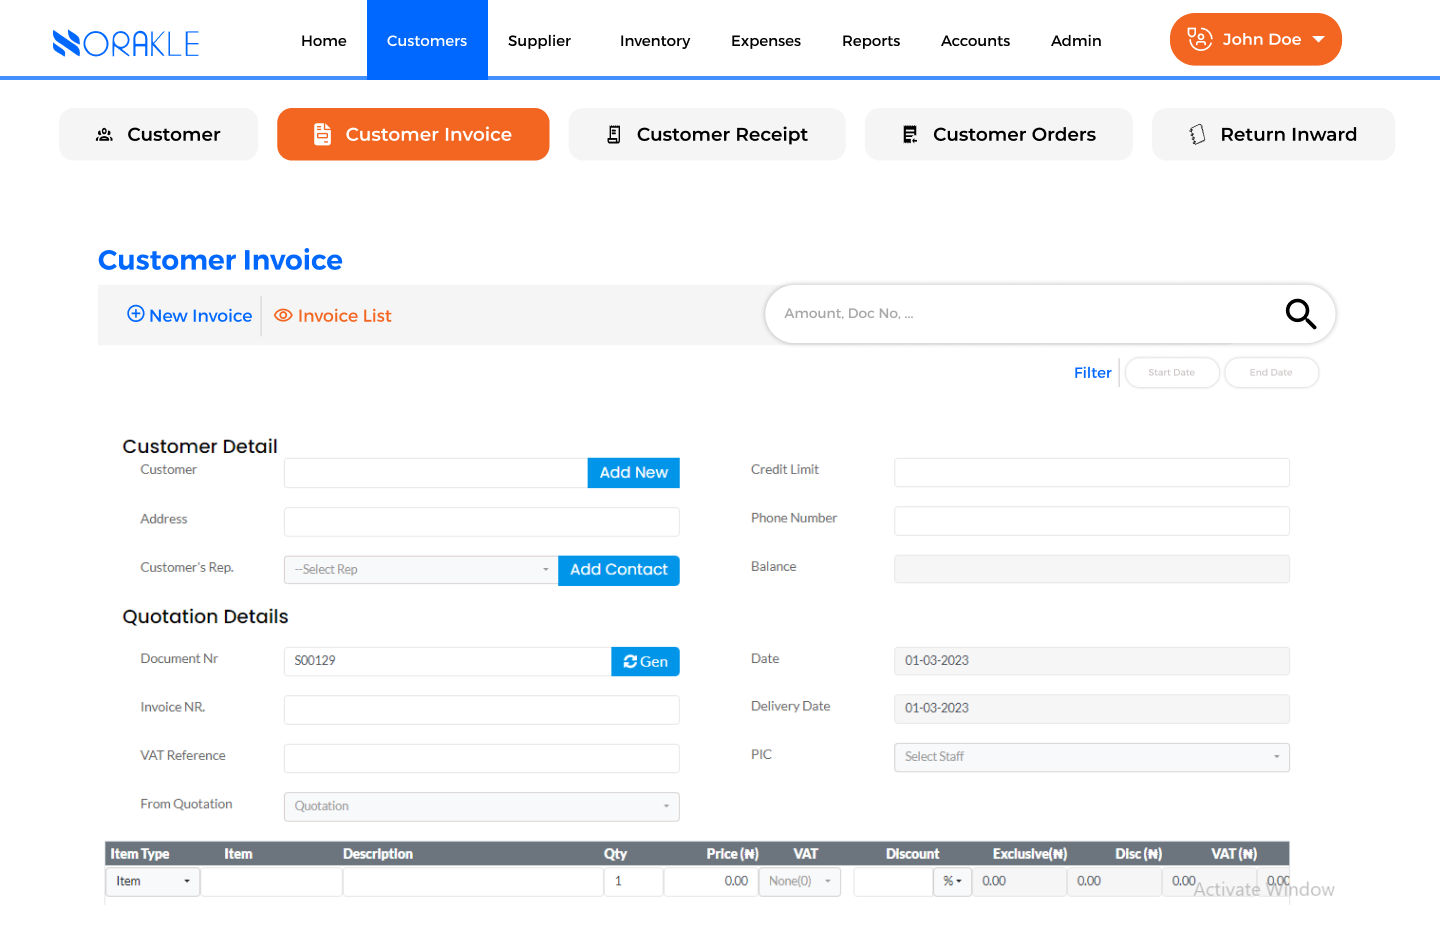 ORAKLE Home Customers Supplier Inventory Expenses Reports Accounts Admin John Doe
Customer Customer Invoice Customer Receipt Customer Orders Return Inward
Customer Invoice
New Invoice Invoice List Amount, Doc No, ...
Filter Start Date End Date
Customer Detail
Customer Add New Credit Limit
Address Phone Number
Customer's Rep. --Select Rep Add Contact Balance
Quotation Details
Document Nr S00129 Gen Date 01-03-2023
Invoice NR. Delivery Date 01-03-2023
VAT Reference PIC Select Staff
From Quotation Quotation
Item Type Item Description Qty Price (₦) VAT Discount Exclusive(₦) Disc (₦) VAT (₦)
Item 1 0.00 None(0) % 0.00 0.00 0.00 0.00
Activate Window